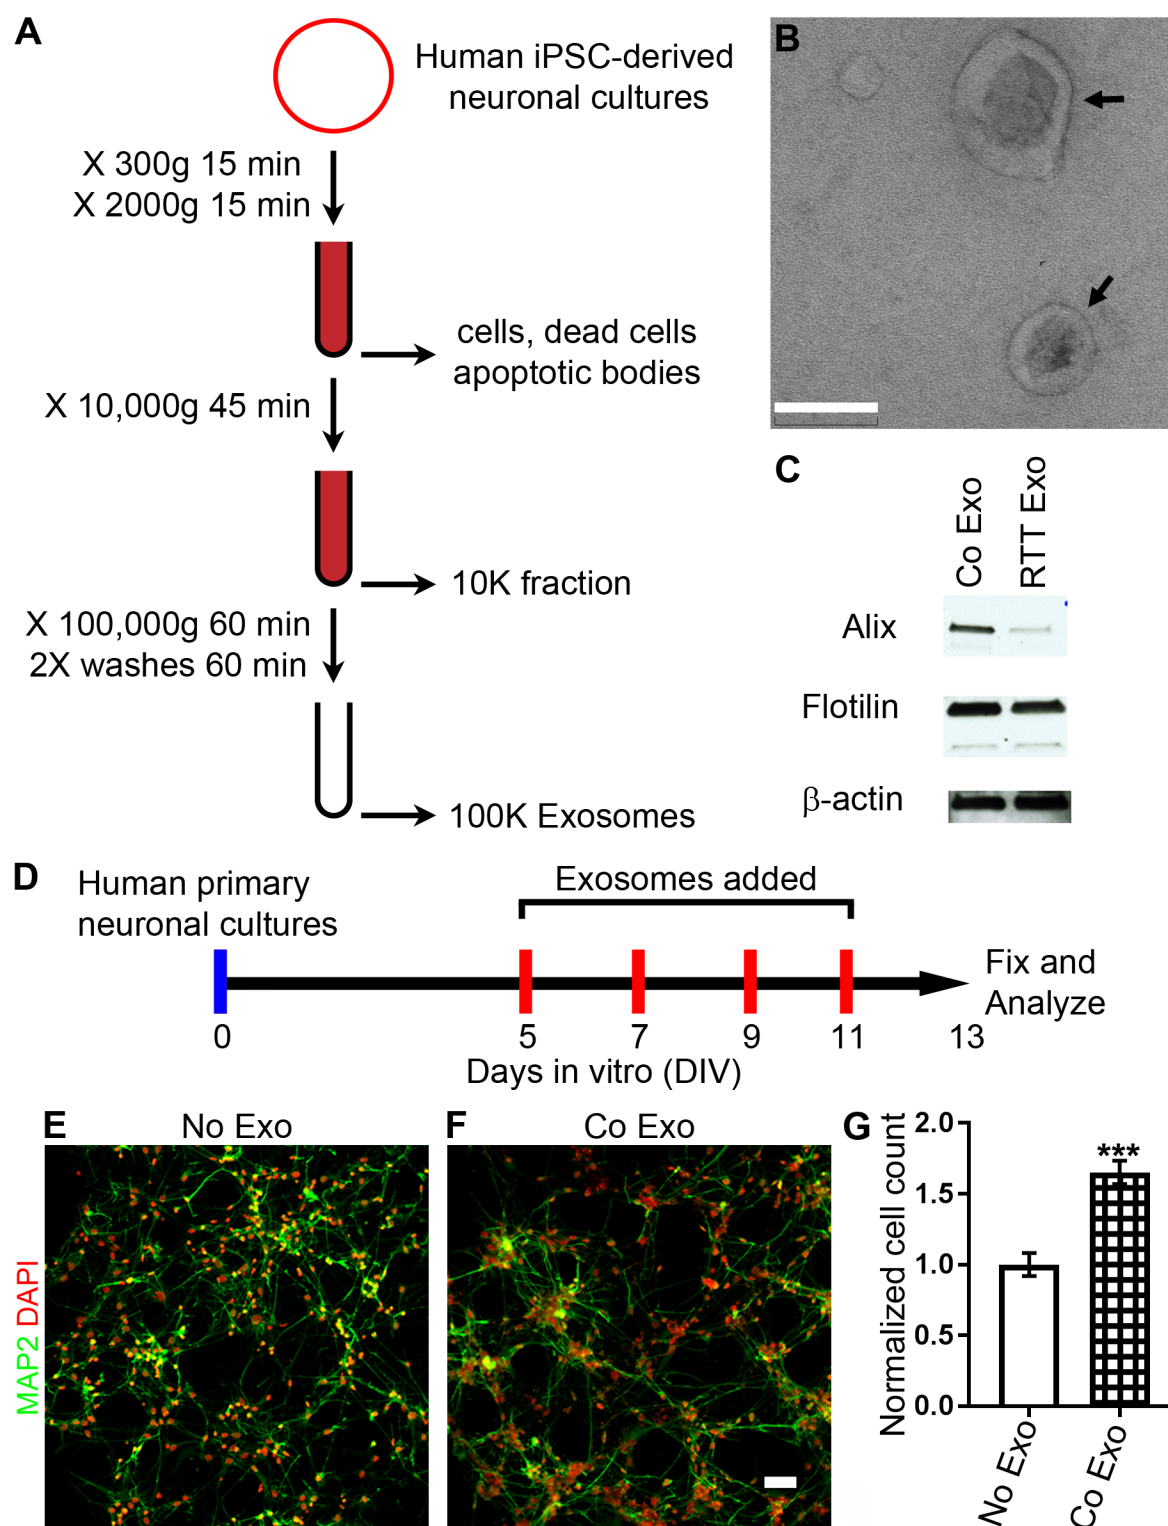 A
Human iPSC-derived
neuronal cultures
X 300g 15 min
X 2000g 15 min
cells, dead cells
apoptotic bodies
X 10,000g 45 min
10K fraction
X 100,000g 60 min
2X washes 60 min
100K Exosomes
B
C
Co Exo
RTT Exo
Alix
Flotilin
β-actin
D
Human primary
neuronal cultures
Exosomes added
Fix and
Analyze
0 5 7 9 11 13
Days in vitro (DIV)
E
No Exo
MAP2 DAPI
F
Co Exo
G
Normalized cell count
2.0
1.5
1.0
0.5
0.0
***
No Exo
Co Exo